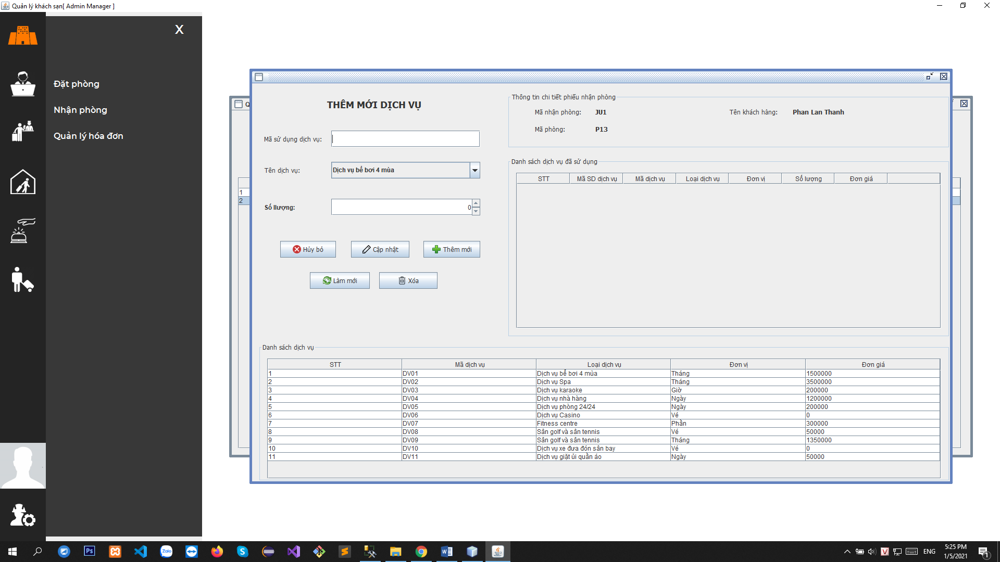 Quản lý khách sạn[ Admin Manager ]
X
Đặt phòng
Nhận phòng
Quản lý hóa đơn
Q
1
2
THÊM MỚI DỊCH VỤ
Mã sử dụng dịch vụ:
Tên dịch vụ: Dịch vụ bể bơi 4 mùa
Số lượng: 0
Hủy bỏ Cập nhật Thêm mới
Làm mới Xóa
Thông tin chi tiết phiếu nhận phòng
Mã nhận phòng: JU1 Tên khách hàng: Phan Lan Thanh
Mã phòng: P13
Danh sách dịch vụ đã sử dụng
STT Mã SD dịch vụ Mã dịch vụ Loại dịch vụ Đơn vị Số lượng Đơn giá
Danh sách dịch vụ
STT Mã dịch vụ Loại dịch vụ Đơn vị Đơn giá
1 DV01 Dịch vụ bể bơi 4 mùa Tháng 1500000
2 DV02 Dịch vụ Spa Tháng 3500000
3 DV03 Dịch vụ karaoke Giờ 200000
4 DV04 Dịch vụ nhà hàng Ngày 1200000
5 DV05 Dịch vụ phòng 24/24 Ngày 200000
6 DV06 Dịch vụ Casino Vé 0
7 DV07 Fitness centre Phần 300000
8 DV08 Sân golf và sân tennis Vé 50000
9 DV09 Sân golf và sân tennis Tháng 1350000
10 DV10 Dịch vụ xe đưa đón sân bay Vé 0
11 DV11 Dịch vụ giặt ủi quần áo Ngày 50000
Ps
Zalo
ENG
5:25 PM
1/5/2021
1